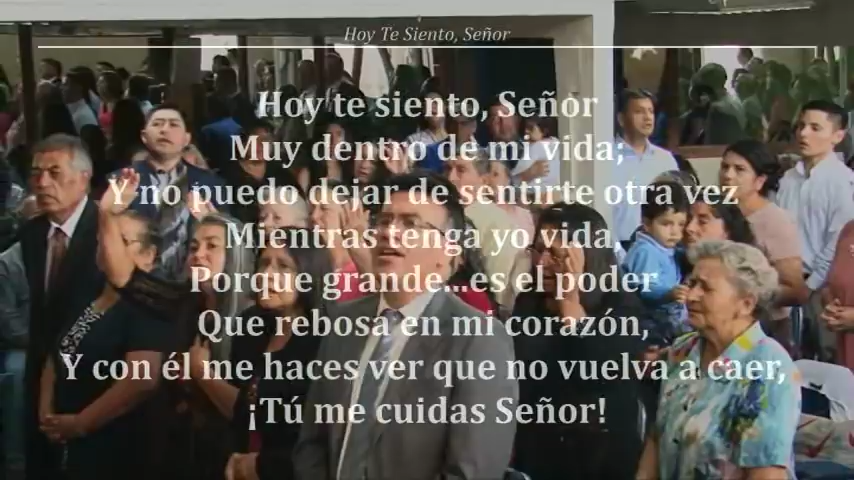 Hoy Te Siento, Señor
Hoy te siento, Señor
Muy dentro de mi vida;
Y no puedo dejar de sentirte otra vez
Mientras tenga yo vida,
Porque grande...es el poder
Que rebosa en mi corazón,
Y con él me haces ver que no vuelva a caer,
¡Tú me cuidas Señor!